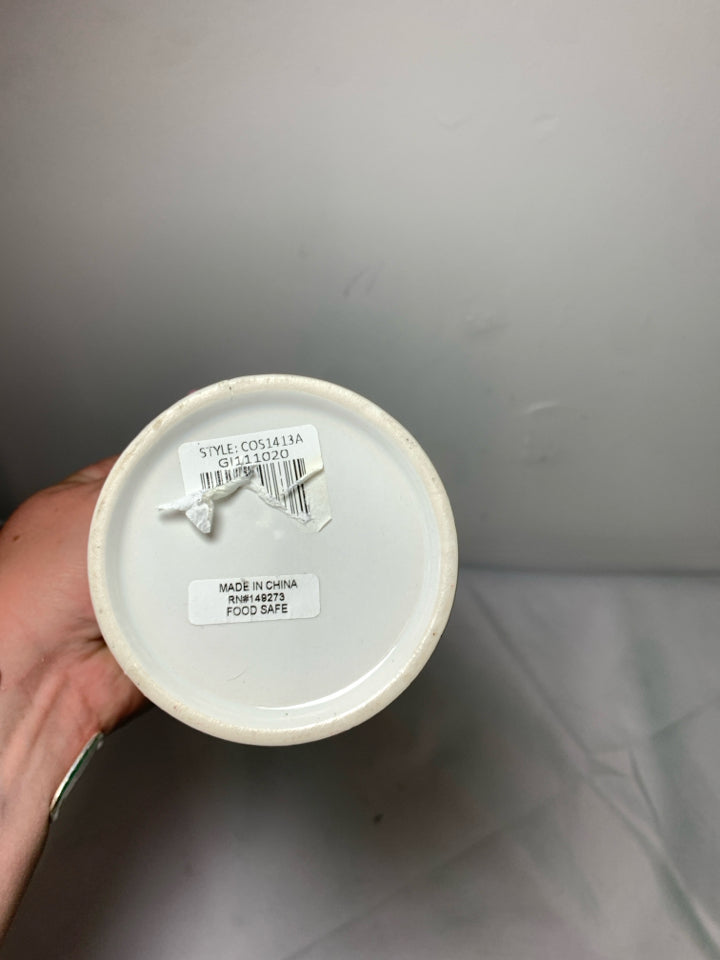 STYLE: COS1413A
GI111020
MADE IN CHINA
RN#149273
FOOD SAFE